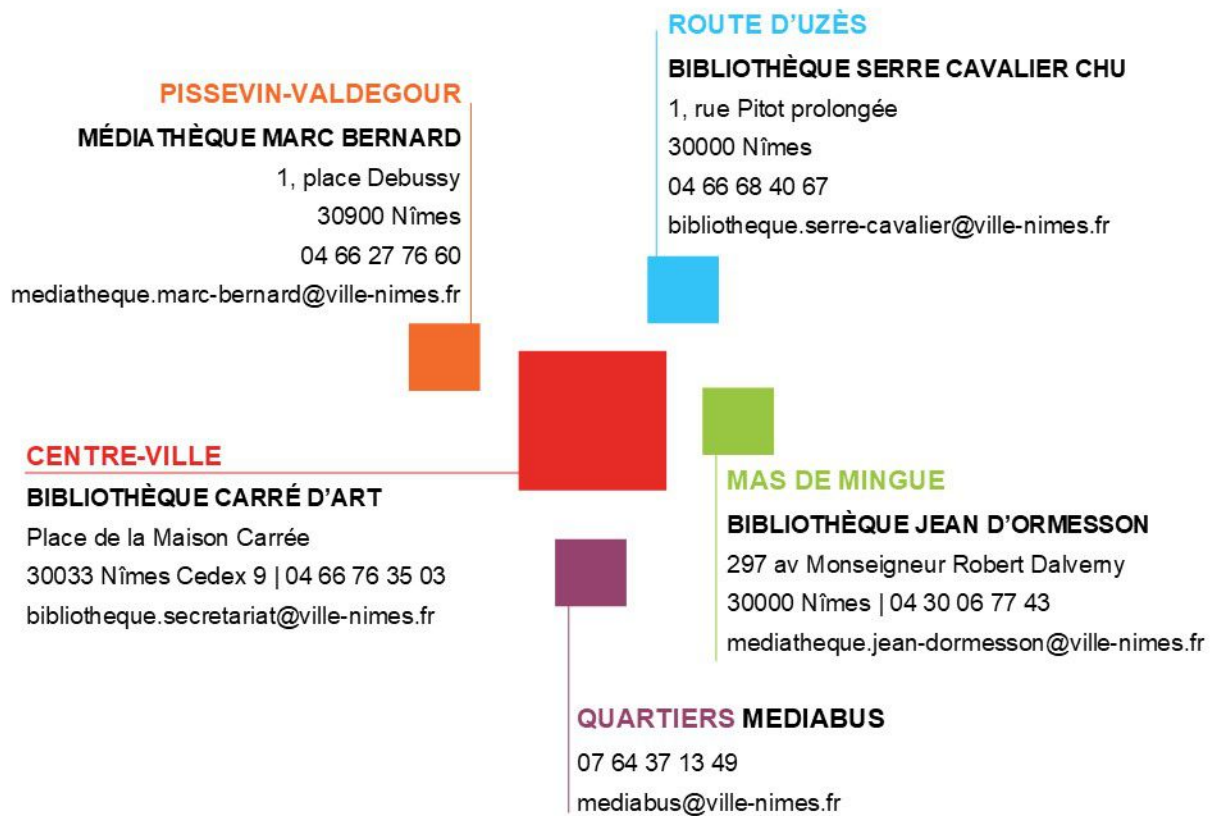 PISSEVIN-VALDEGOUR
MÉDIATHÈQUE MARC BERNARD
1, place Debussy
30900 Nîmes
04 66 27 76 60
mediatheque.marc-bernard@ville-nimes.fr
ROUTE D’UZÈS
BIBLIOTHÈQUE SERRE CAVALIER CHU
1, rue Pitot prolongée
30000 Nîmes
04 66 68 40 67
bibliotheque.serre-cavalier@ville-nimes.fr
CENTRE-VILLE
BIBLIOTHÈQUE CARRÉ D’ART
Place de la Maison Carrée
30033 Nîmes Cedex 9 | 04 66 76 35 03
bibliotheque.secretariat@ville-nimes.fr
MAS DE MINGUE
BIBLIOTHÈQUE JEAN D’ORMESSON
297 av Monseigneur Robert Dalverny
30000 Nîmes | 04 30 06 77 43
mediatheque.jean-dormesson@ville-nimes.fr
QUARTIERS MEDIABUS
07 64 37 13 49
mediabus@ville-nimes.fr